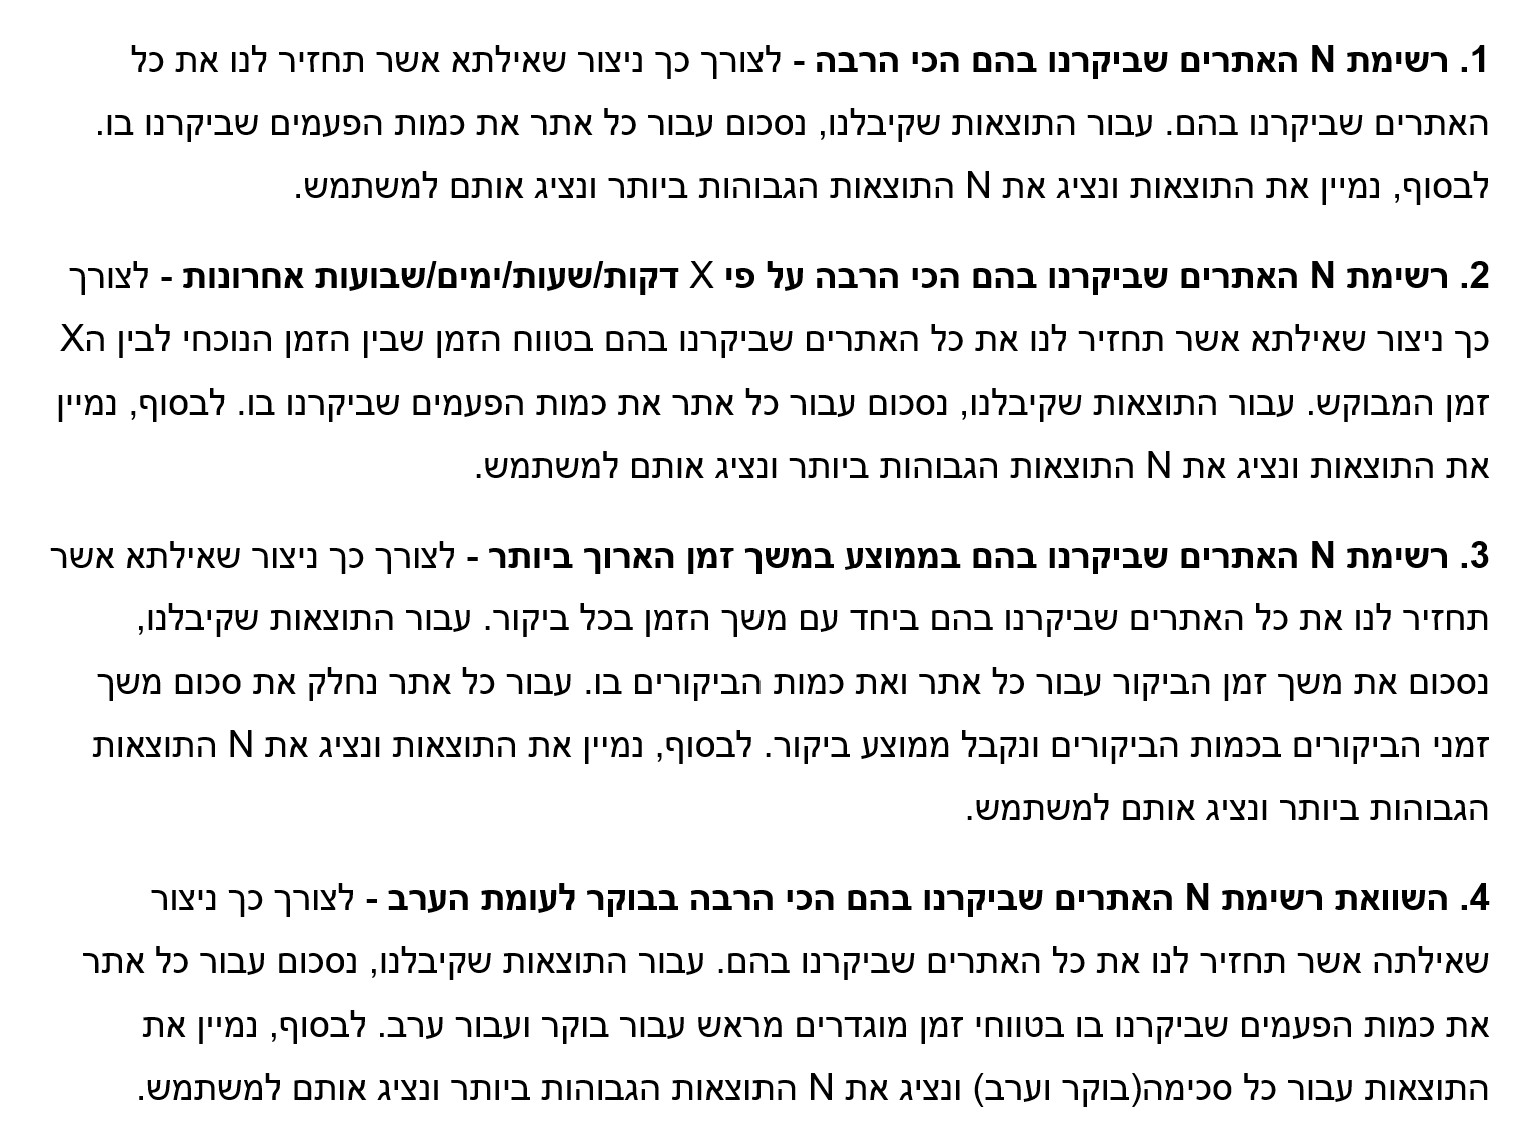 1. רשימת N האתרים שביקרנו בהם הכי הרבה - לצורך כך ניצור שאילתא אשר תחזיר לנו את כל
האתרים שביקרנו בהם. עבור התוצאות שקיבלנו, נסכום עבור כל אתר את כמות הפעמים שביקרנו בו.
לבסוף, נמיין את התוצאות ונציג את N התוצאות הגבוהות ביותר ונציג אותם למשתמש.
2. רשימת N האתרים שביקרנו בהם הכי הרבה על פי X דקות/שעות/ימים/שבועות אחרונות - לצורך
כך ניצור שאילתא אשר תחזיר לנו את כל האתרים שביקרנו בהם בטווח הזמן שבין הזמן הנוכחי לבין הX
זמן המבוקש. עבור התוצאות שקיבלנו, נסכום עבור כל אתר את כמות הפעמים שביקרנו בו. לבסוף, נמיין
את התוצאות ונציג את N התוצאות הגבוהות ביותר ונציג אותם למשתמש.
3. רשימת N האתרים שביקרנו בהם בממוצע במשך זמן הארוך ביותר - לצורך כך ניצור שאילתא אשר
תחזיר לנו את כל האתרים שביקרנו בהם ביחד עם משך הזמן בכל ביקור. עבור התוצאות שקיבלנו,
נסכום את משך זמן הביקור עבור כל אתר ואת כמות הביקורים בו. עבור כל אתר נחלק את סכום משך
זמני הביקורים בכמות הביקורים ונקבל ממוצע ביקור. לבסוף, נמיין את התוצאות ונציג את N התוצאות
הגבוהות ביותר ונציג אותם למשתמש.
4. השוואת רשימת N האתרים שביקרנו בהם הכי הרבה בבוקר לעומת הערב - לצורך כך ניצור
שאילתה אשר תחזיר לנו את כל האתרים שביקרנו בהם. עבור התוצאות שקיבלנו, נסכום עבור כל אתר
את כמות הפעמים שביקרנו בו בטווחי זמן מוגדרים מראש עבור בוקר ועבור ערב. לבסוף, נמיין את
התוצאות עבור כל סכימה(בוקר וערב) ונציג את N התוצאות הגבוהות ביותר ונציג אותם למשתמש.